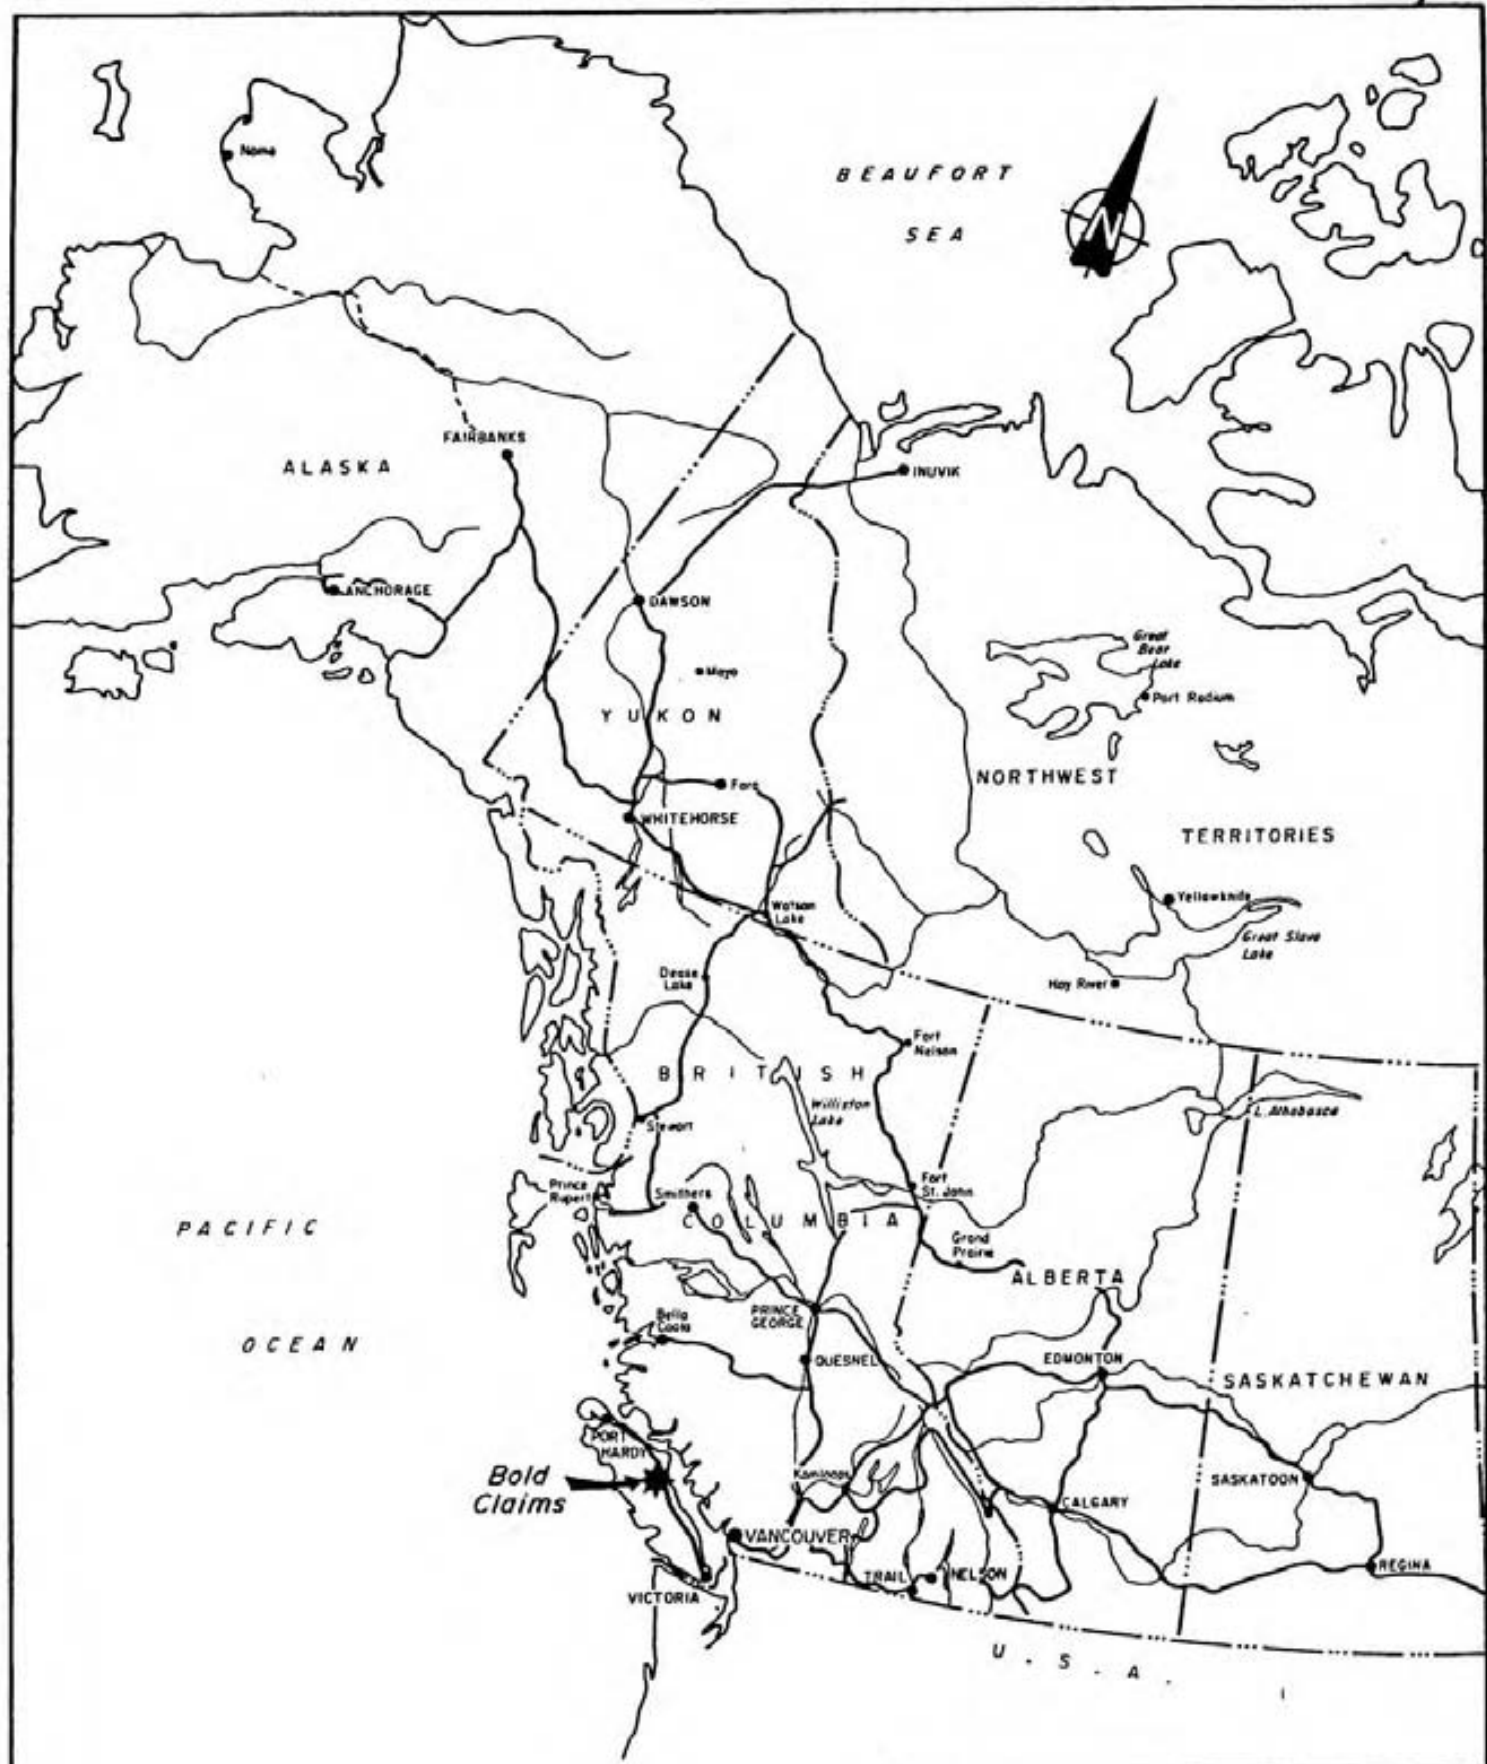 Nome
BEAUFORT
SEA
N
FAIRBANKS
ALASKA
INUVIK
ANCHORAGE
DAWSON
Great
Bear
Lake
Mayo
Port Radium
YUKON
NORTHWEST
Faro
WHITEHORSE
TERRITORIES
Yellowknife
Watson
Lake
Great Slave
Lake
Dease
Lake
Hay River
Fort
Nelson
BRITISH
Williston
Lake
L. Athabasca
Stewart
Prince
Rupert
Smithers
Fort
St. John
COLUMBIA
PACIFIC
Grand
Prairie
ALBERTA
PRINCE
GEORGE
Bella
Coola
OCEAN
QUESNEL
EDMONTON
SASKATCHEWAN
PORT
HARDY
Bold
Claims
Kamloops
SASKATOON
CALGARY
VANCOUVER
TRAIL
NELSON
REGINA
VICTORIA
U.S.A.